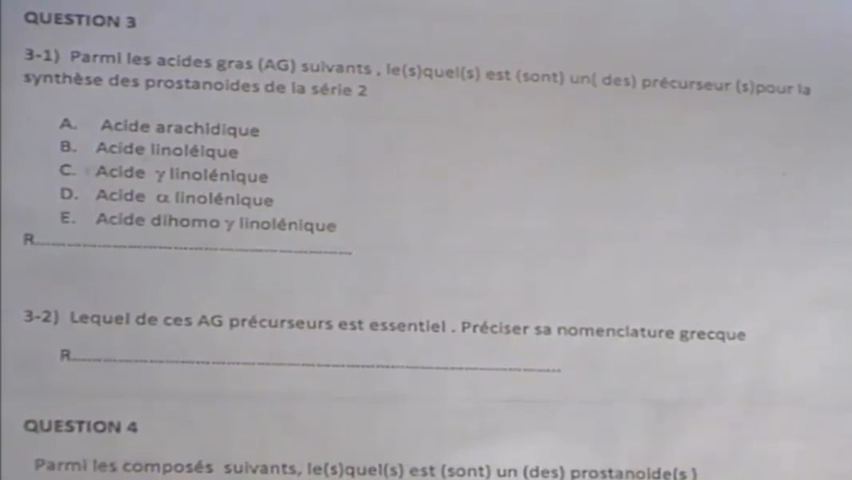 QUESTION 3
3-1) Parmi les acides gras (AG) suivants , le(s)quel(s) est (sont) un( des) précurseur (s)pour la
synthèse des prostanoides de la série 2
A. Acide arachidique
B. Acide linoléique
C. Acide γ linolénique
D. Acide α linolénique
E. Acide dihomo γ linolénique
R................................................................
3-2) Lequel de ces AG précurseurs est essentiel . Préciser sa nomenclature grecque
R................................................................................................
QUESTION 4
Parmi les composés suivants, le(s)quel(s) est (sont) un (des) prostanoide(s )